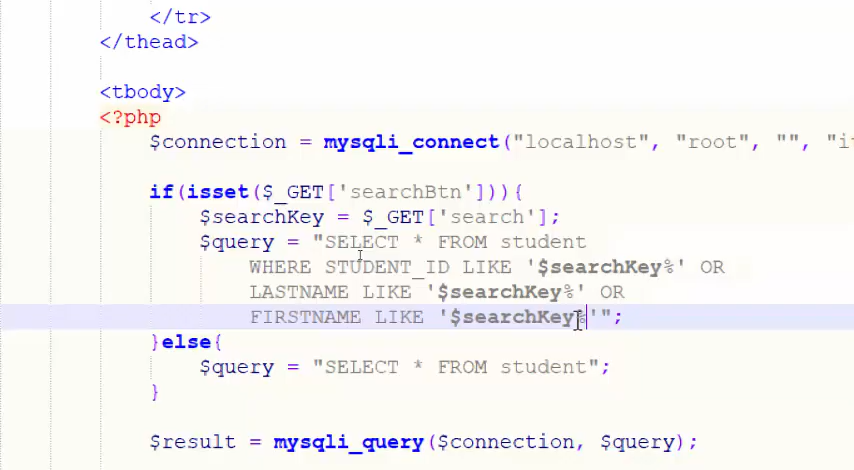 </tr>
</thead>
<tbody>
<?php
$connection = mysqli_connect("localhost", "root", "", "i
if(isset($_GET['searchBtn'])){
$searchKey = $_GET['search'];
$query = "SELECT * FROM student
WHERE STUDENT_ID LIKE '$searchKey%' OR
LASTNAME LIKE '$searchKey%' OR
FIRSTNAME LIKE '$searchKey%'";
}else{
$query = "SELECT * FROM student";
}
$result = mysqli_query($connection, $query);